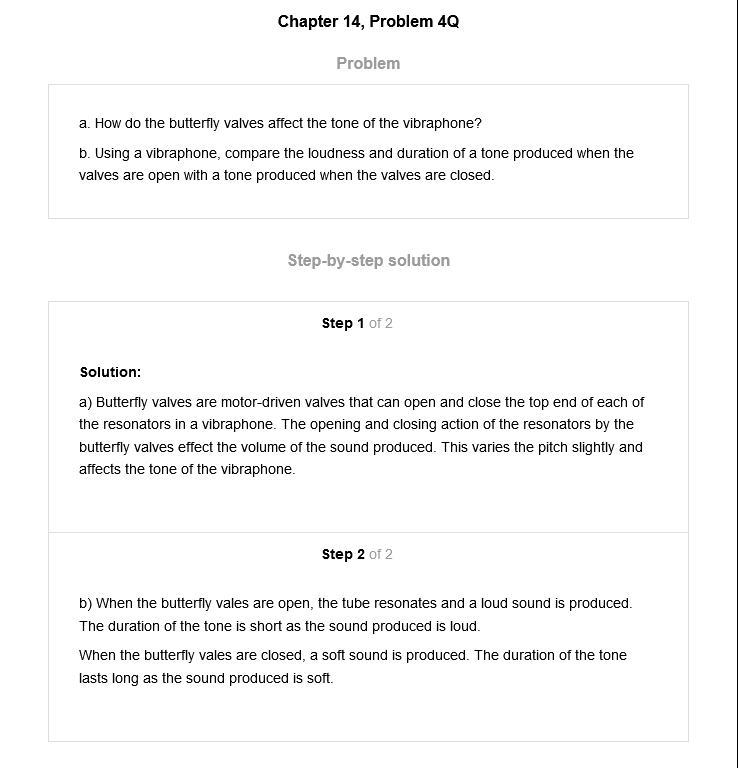 Chapter 14, Problem 4Q
Problem
a. How do the butterfly valves affect the tone of the vibraphone?
b. Using a vibraphone, compare the loudness and duration of a tone produced when the
valves are open with a tone produced when the valves are closed.
Step-by-step solution
Step 1 of 2
Solution:
a) Butterfly valves are motor-driven valves that can open and close the top end of each of
the resonators in a vibraphone. The opening and closing action of the resonators by the
butterfly valves effect the volume of the sound produced. This varies the pitch slightly and
affects the tone of the vibraphone.
Step 2 of 2
b) When the butterfly vales are open, the tube resonates and a loud sound is produced.
The duration of the tone is short as the sound produced is loud.
When the butterfly vales are closed, a soft sound is produced. The duration of the tone
lasts long as the sound produced is soft.